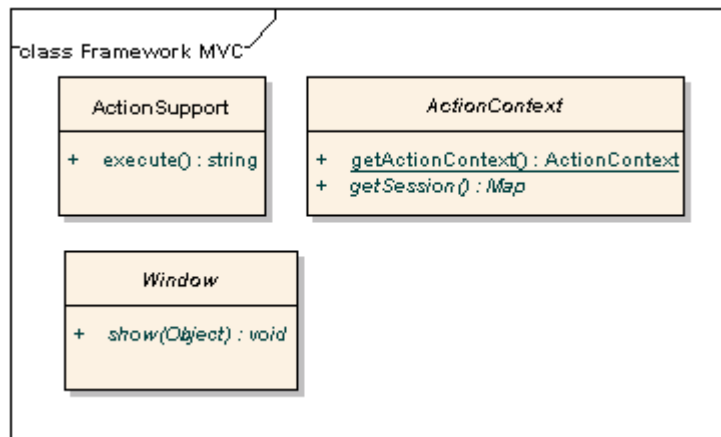 class Framework MVC
ActionSupport
+ execute() : string
ActionContext
+ getActionContext() : ActionContext
+ getSession() : Map
Window
+ show(Object) : void